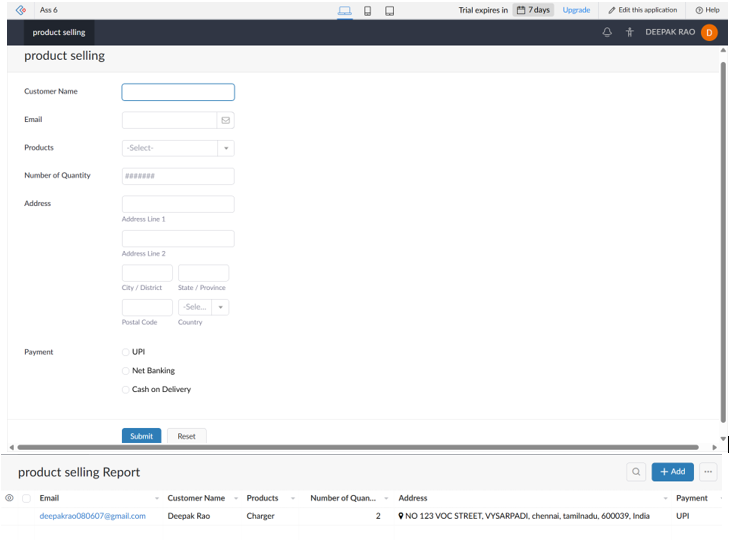 Ass 6 Trial expires in 7 days Upgrade Edit this application Help
product selling DEEPAK RAO D
product selling
Customer Name
Email
Products -Select-
Number of Quantity #######
Address
Address Line 1
Address Line 2
City / District State / Province
-Sele...
Postal Code Country
Payment UPI
Net Banking
Cash on Delivery
Submit Reset
product selling Report + Add ...
Email Customer Name Products Number of Quan... Address Payment
deepakrao080607@gmail.com Deepak Rao Charger 2 NO 123 VOC STREET, VYSARPADI, chennai, tamilnadu, 600039, India UPI